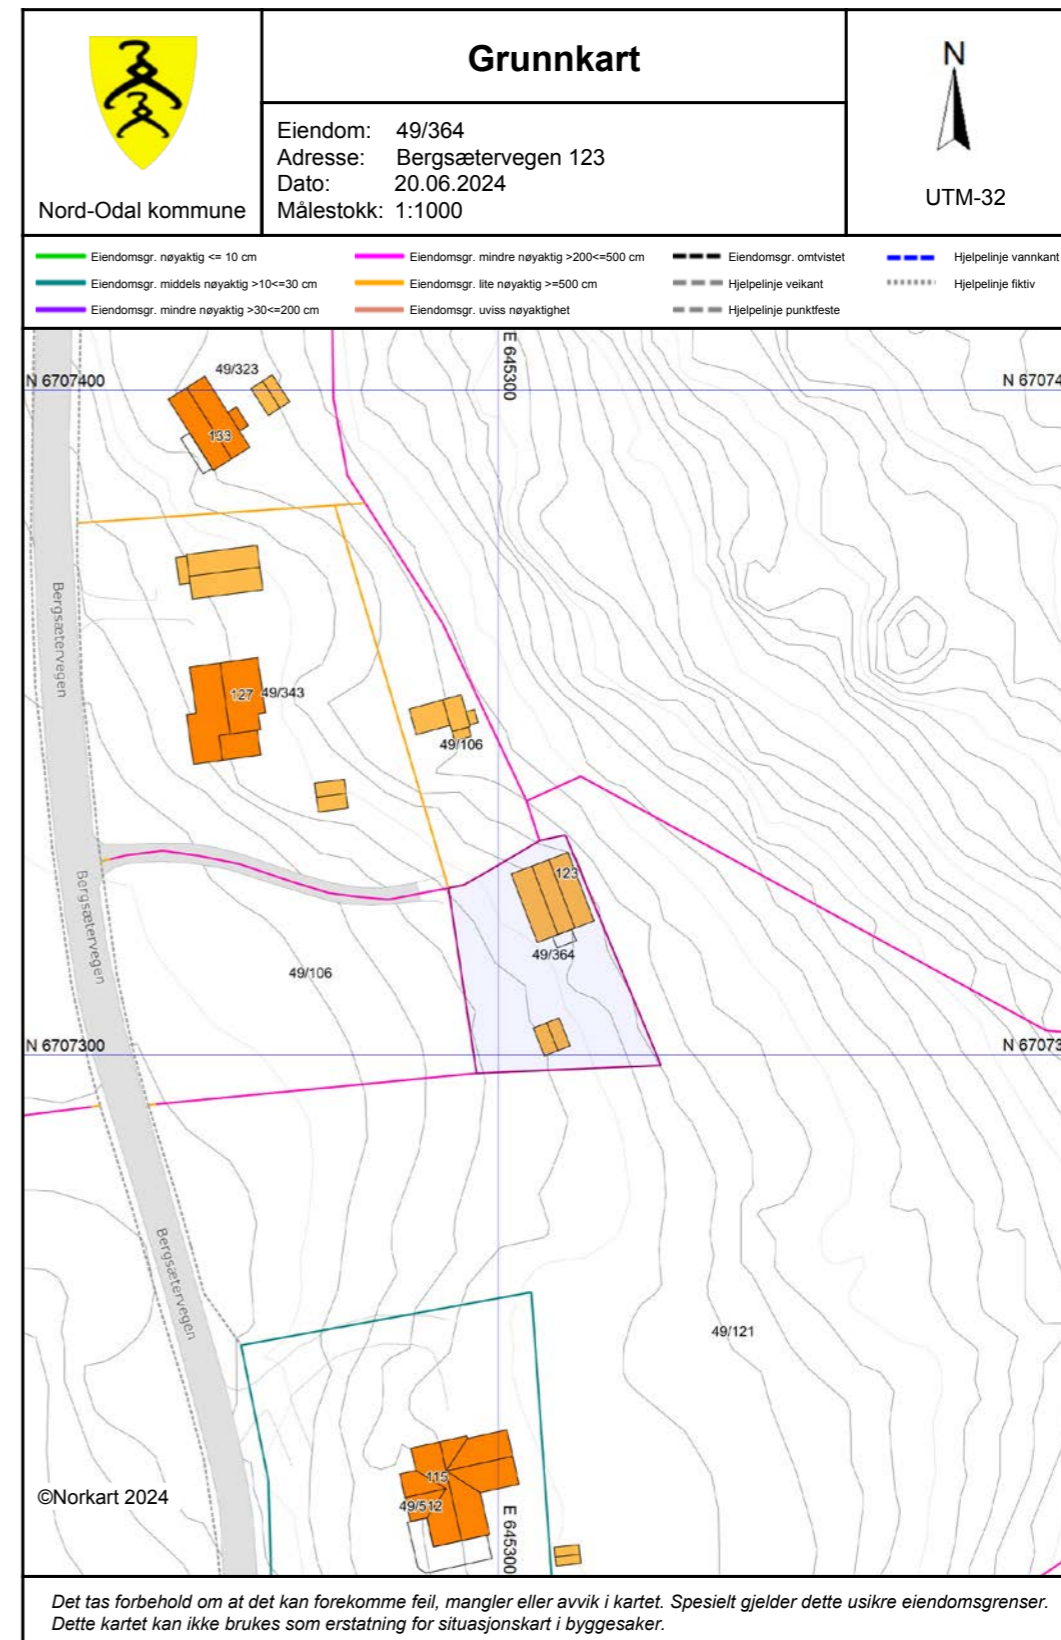 Grunnkart
N
Eiendom: 49/364
Adresse: Bergsætervegen 123
Dato: 20.06.2024
Målestokk: 1:1000
Nord-Odal kommune
UTM-32
Eiendomsgr. nøyaktig <= 10 cm
Eiendomsgr. mindre nøyaktig >200<=500 cm
Eiendomsgr. omtvistet
Hjelpelinje vannkant
Eiendomsgr. middels nøyaktig >10<=30 cm
Eiendomsgr. lite nøyaktig >=500 cm
Hjelpelinje veikant
Hjelpelinje fiktiv
Eiendomsgr. mindre nøyaktig >30<=200 cm
Eiendomsgr. uviss nøyaktighet
Hjelpelinje punktfeste
E 645300
49/323
N 6707400
N 67074
133
Bergsætervegen
127
49/343
49/106
123
Bergsætervegen
49/364
49/106
N 6707300
N 67073
Bergsætervegen
49/121
115
49/512
©Norkart 2024
E 645300
Det tas forbehold om at det kan forekomme feil, mangler eller avvik i kartet. Spesielt gjelder dette usikre eiendomsgrenser.
Dette kartet kan ikke brukes som erstatning for situasjonskart i byggesaker.